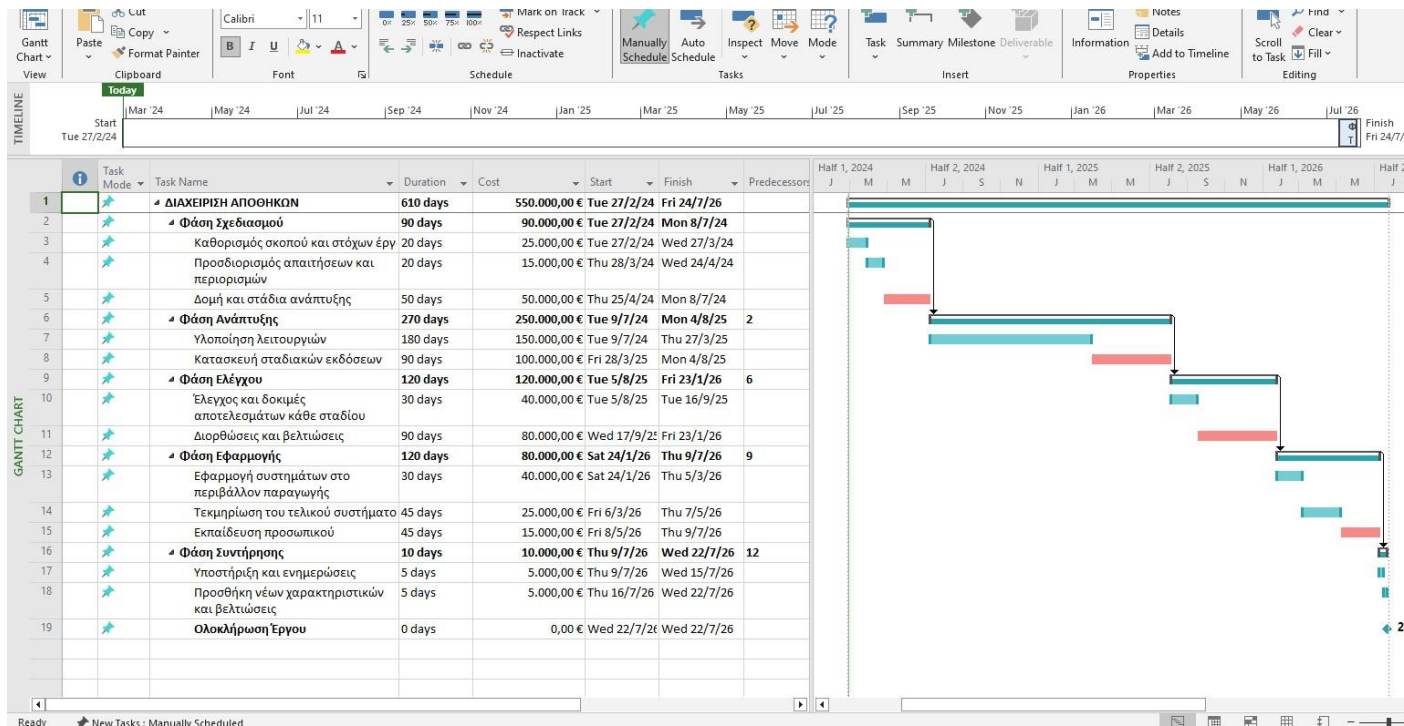 Cut
Copy
Format Painter
Paste
Gantt
Chart
View
Clipboard
Calibri
11
B I U A
Font
0% 25% 50% 75% 100%
Mark on Track
Respect Links
Inactivate
Schedule
Manually
Schedule
Auto
Schedule
Inspect
Move
Mode
Tasks
Task
Summary
Milestone
Deliverable
Insert
Information
Notes
Details
Add to Timeline
Properties
Scroll
to Task
Find
Clear
Fill
Editing
TIMELINE
Today
Start
Tue 27/2/24
Mar '24 May '24 Jul '24 Sep '24 Nov '24 Jan '25 Mar '25 May '25 Jul '25 Sep '25 Nov '25 Jan '26 Mar '26 May '26 Jul '26
Φ
Τ
Finish
Fri 24/7/
GANTT CHART
Task
Mode Task Name Duration Cost Start Finish Predecessors
Half 1, 2024 Half 2, 2024 Half 1, 2025 Half 2, 2025 Half 1, 2026 Half 2
J M M J S N J M M J S N J M M J
1 ΔΙΑΧΕΙΡΙΣΗ ΑΠΟΘΗΚΩΝ 610 days 550.000,00 € Tue 27/2/24 Fri 24/7/26
2 Φάση Σχεδιασμού 90 days 90.000,00 € Tue 27/2/24 Mon 8/7/24
3 Καθορισμός σκοπού και στόχων έργ 20 days 25.000,00 € Tue 27/2/24 Wed 27/3/24
4 Προσδιορισμός απαιτήσεων και 20 days 15.000,00 € Thu 28/3/24 Wed 24/4/24
περιορισμών
5 Δομή και στάδια ανάπτυξης 50 days 50.000,00 € Thu 25/4/24 Mon 8/7/24
6 Φάση Ανάπτυξης 270 days 250.000,00 € Tue 9/7/24 Mon 4/8/25 2
7 Υλοποίηση λειτουργιών 180 days 150.000,00 € Tue 9/7/24 Thu 27/3/25
8 Κατασκευή σταδιακών εκδόσεων 90 days 100.000,00 € Fri 28/3/25 Mon 4/8/25
9 Φάση Ελέγχου 120 days 120.000,00 € Tue 5/8/25 Fri 23/1/26 6
10 Έλεγχος και δοκιμές 30 days 40.000,00 € Tue 5/8/25 Tue 16/9/25
αποτελεσμάτων κάθε σταδίου
11 Διορθώσεις και βελτιώσεις 90 days 80.000,00 € Wed 17/9/25 Fri 23/1/26
12 Φάση Εφαρμογής 120 days 80.000,00 € Sat 24/1/26 Thu 9/7/26 9
13 Εφαρμογή συστημάτων στο 30 days 40.000,00 € Sat 24/1/26 Thu 5/3/26
περιβάλλον παραγωγής
14 Τεκμηρίωση του τελικού συστήματο 45 days 25.000,00 € Fri 6/3/26 Thu 7/5/26
15 Εκπαίδευση προσωπικού 45 days 15.000,00 € Fri 8/5/26 Thu 9/7/26
16 Φάση Συντήρησης 10 days 10.000,00 € Thu 9/7/26 Wed 22/7/26 12
17 Υποστήριξη και ενημερώσεις 5 days 5.000,00 € Thu 9/7/26 Wed 15/7/26
18 Προσθήκη νέων χαρακτηριστικών 5 days 5.000,00 € Thu 16/7/26 Wed 22/7/26
και βελτιώσεις
19 Ολοκλήρωση Έργου 0 days 0,00 € Wed 22/7/26 Wed 22/7/26
2
Ready New Tasks : Manually Scheduled